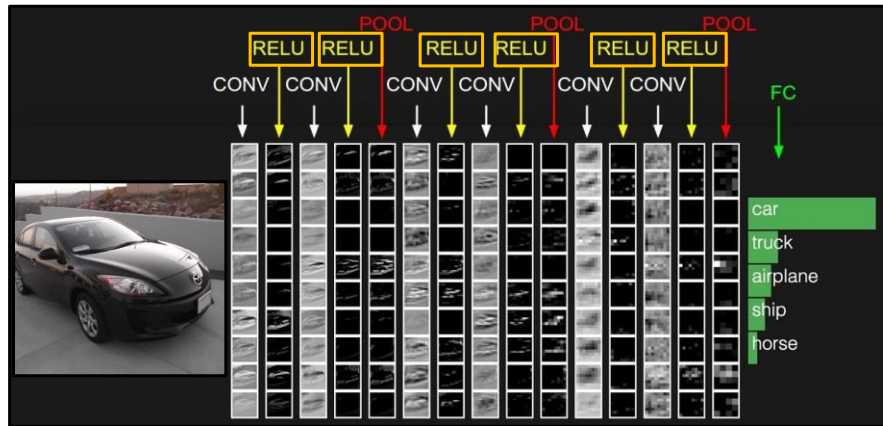 POOL POOL POOL
RELU RELU RELU RELU RELU RELU
CONV CONV CONV CONV CONV CONV
FC
car
truck
airplane
ship
horse